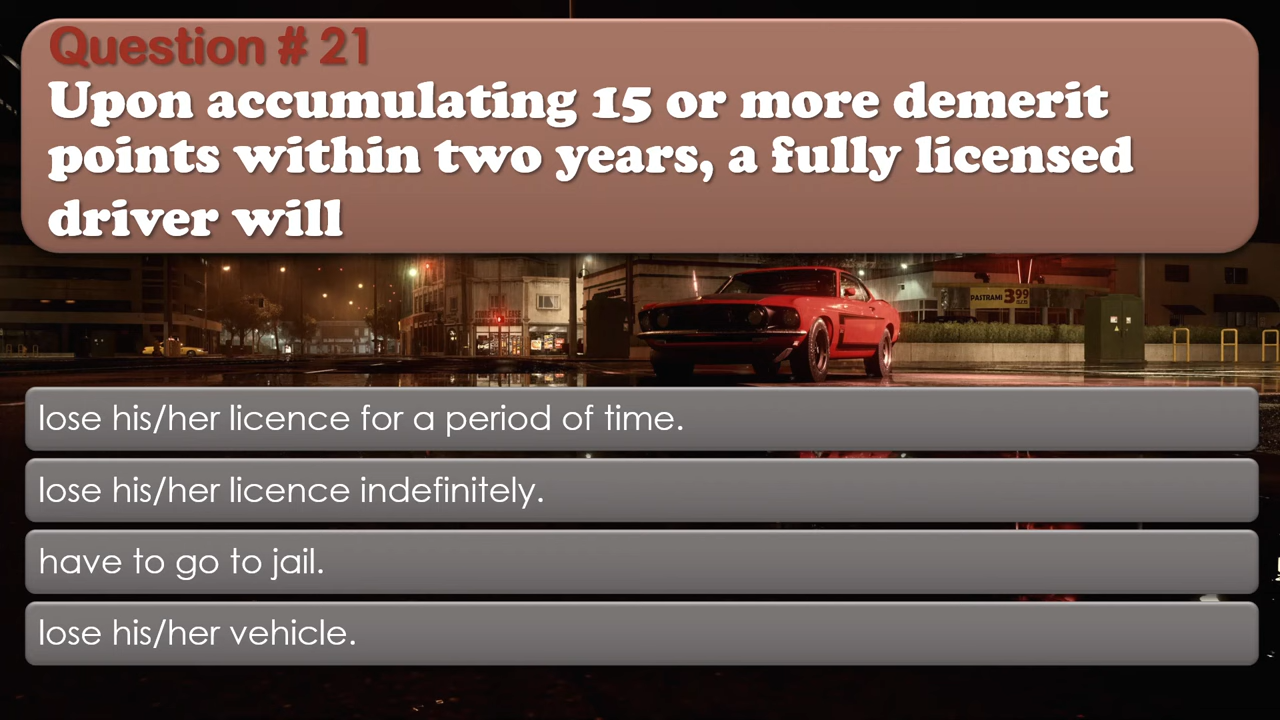 Question # 21
Upon accumulating 15 or more demerit
points within two years, a fully licensed
driver will
PASTRAMI 3.99
lose his/her licence for a period of time.
lose his/her licence indefinitely.
have to go to jail.
lose his/her vehicle.